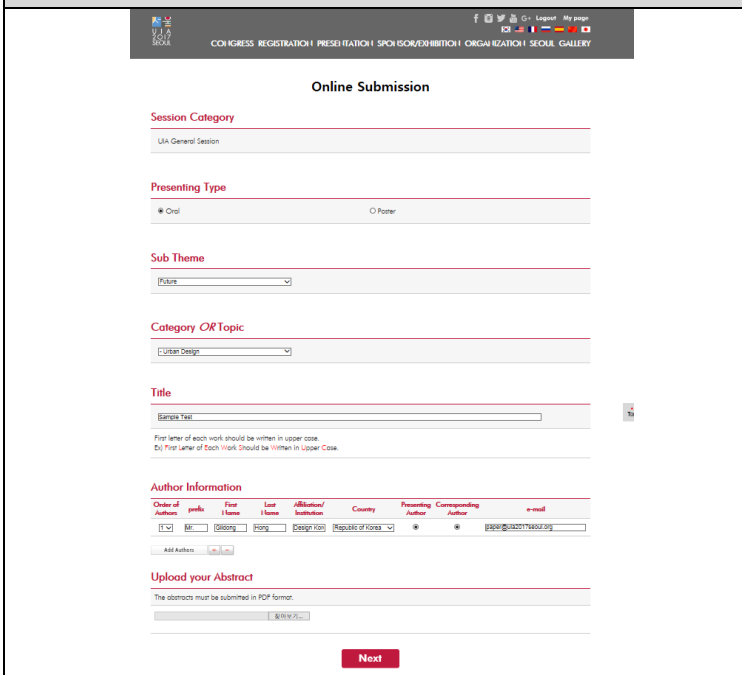 UIA
2017
SEOUL
f G+ Logout My page
CONGRESS REGISTRATION PRESENTATION SPONSOR/EXHIBITION ORGANIZATION SEOUL GALLERY
Online Submission
Session Category
UIA General Session
Presenting Type
Oral Poster
Sub Theme
Future
Category OR Topic
- Urban Design
Title
Sample Test
First letter of each work should be written in upper case.
Ex) First Letter of Each Work Should be Written in Upper Case.
Author Information
Order of Authors prefix First Name Last Name Affiliation/ Institution Country Presenting Author Corresponding Author e-mail
1 Mr. Gildong Hong Design Kor Republic of Korea paper@uia2017seoul.org
Add Authors + -
Upload your Abstract
The abstracts must be submitted in PDF format.
찾아보기...
Next